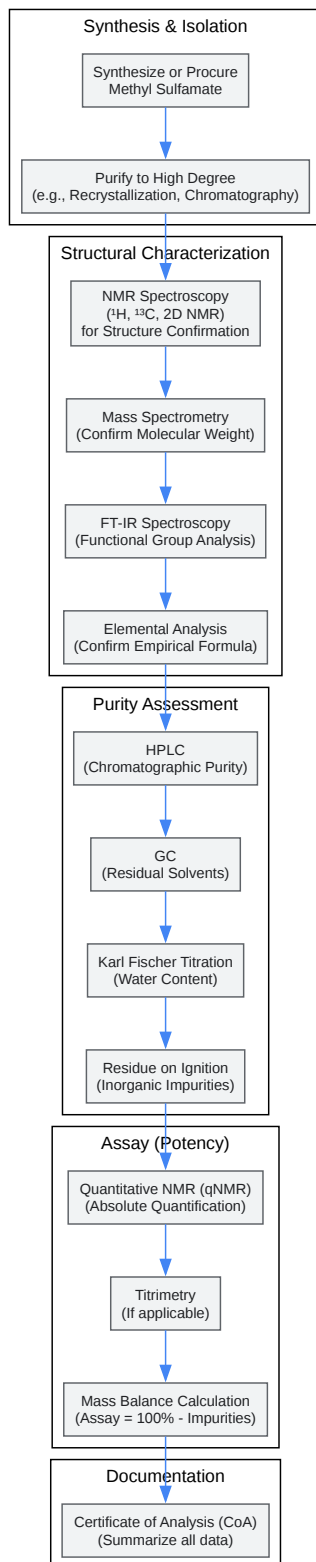 Synthesis & Isolation
Synthesize or Procure
Methyl Sulfamate
Purify to High Degree
(e.g., Recrystallization, Chromatography)
Structural Characterization
NMR Spectroscopy
(¹H, ¹³C, 2D NMR)
for Structure Confirmation
Mass Spectrometry
(Confirm Molecular Weight)
FT-IR Spectroscopy
(Functional Group Analysis)
Elemental Analysis
(Confirm Empirical Formula)
Purity Assessment
HPLC
(Chromatographic Purity)
GC
(Residual Solvents)
Karl Fischer Titration
(Water Content)
Residue on Ignition
(Inorganic Impurities)
Assay (Potency)
Quantitative NMR (qNMR)
(Absolute Quantification)
Titrimetry
(If applicable)
Mass Balance Calculation
(Assay = 100% - Impurities)
Documentation
Certificate of Analysis (CoA)
(Summarize all data)